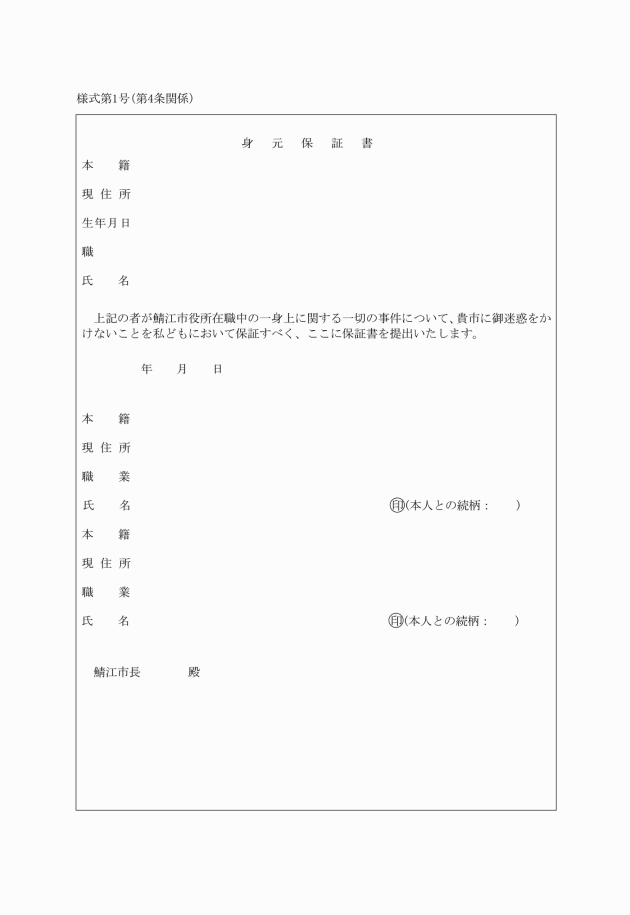 様式第1号(第4条関係)
身　元　保　証　書
本　　籍
現 住 所
生年月日
職
氏　　名
　上記の者が鯖江市役所在職中の一身上に関する一切の事件について、貴市に御迷惑をか
けないことを私どもにおいて保証すべく、ここに保証書を提出いたします。
年　　月　　日
本　　籍
現 住 所
職　　業
氏　　名　　　　　　　　　　　　　　㊞(本人との続柄：　　)
本　　籍
現 住 所
職　　業
氏　　名　　　　　　　　　　　　　　㊞(本人との続柄：　　)
鯖江市長　　　　殿